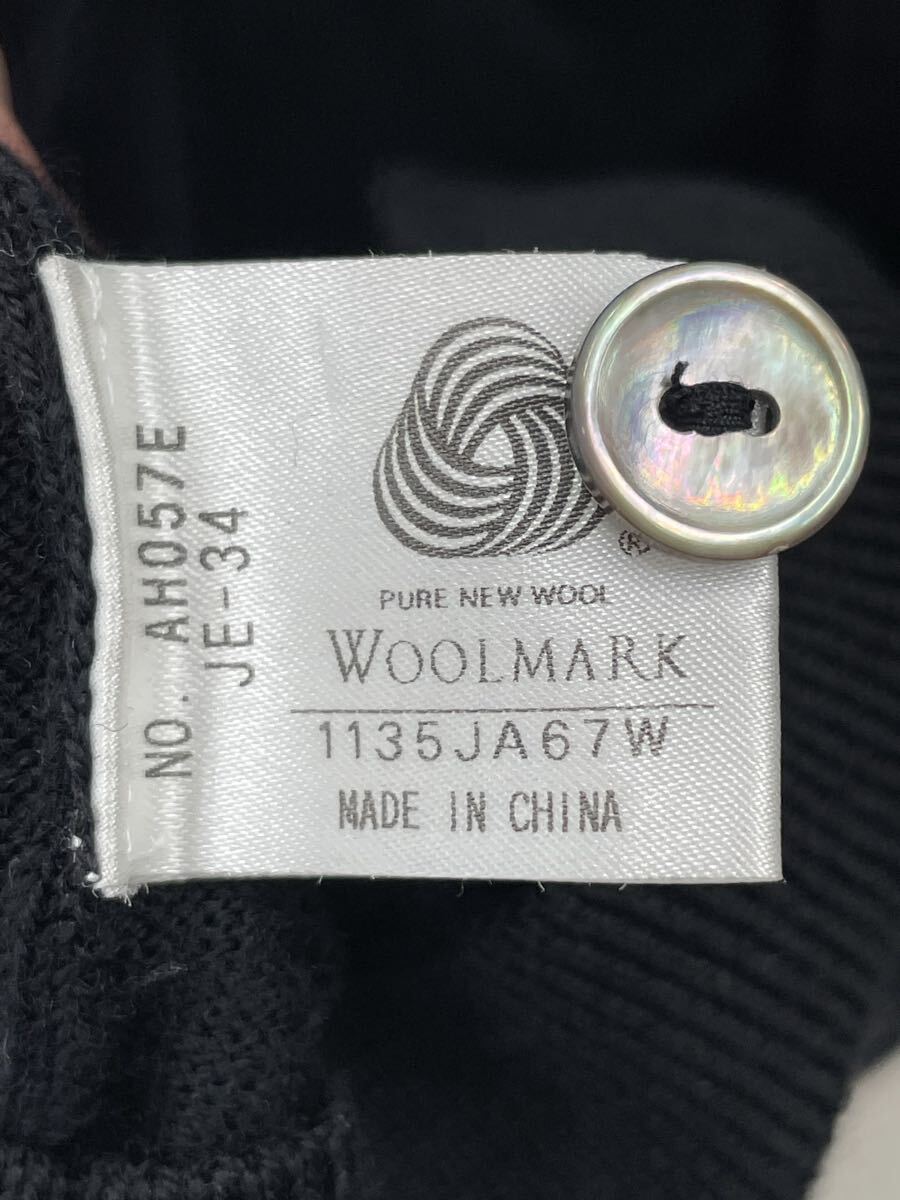 NO. AH057E
JE-34
®
PURE NEW WOOL
WOOLMARK
1135JA67W
MADE IN CHINA